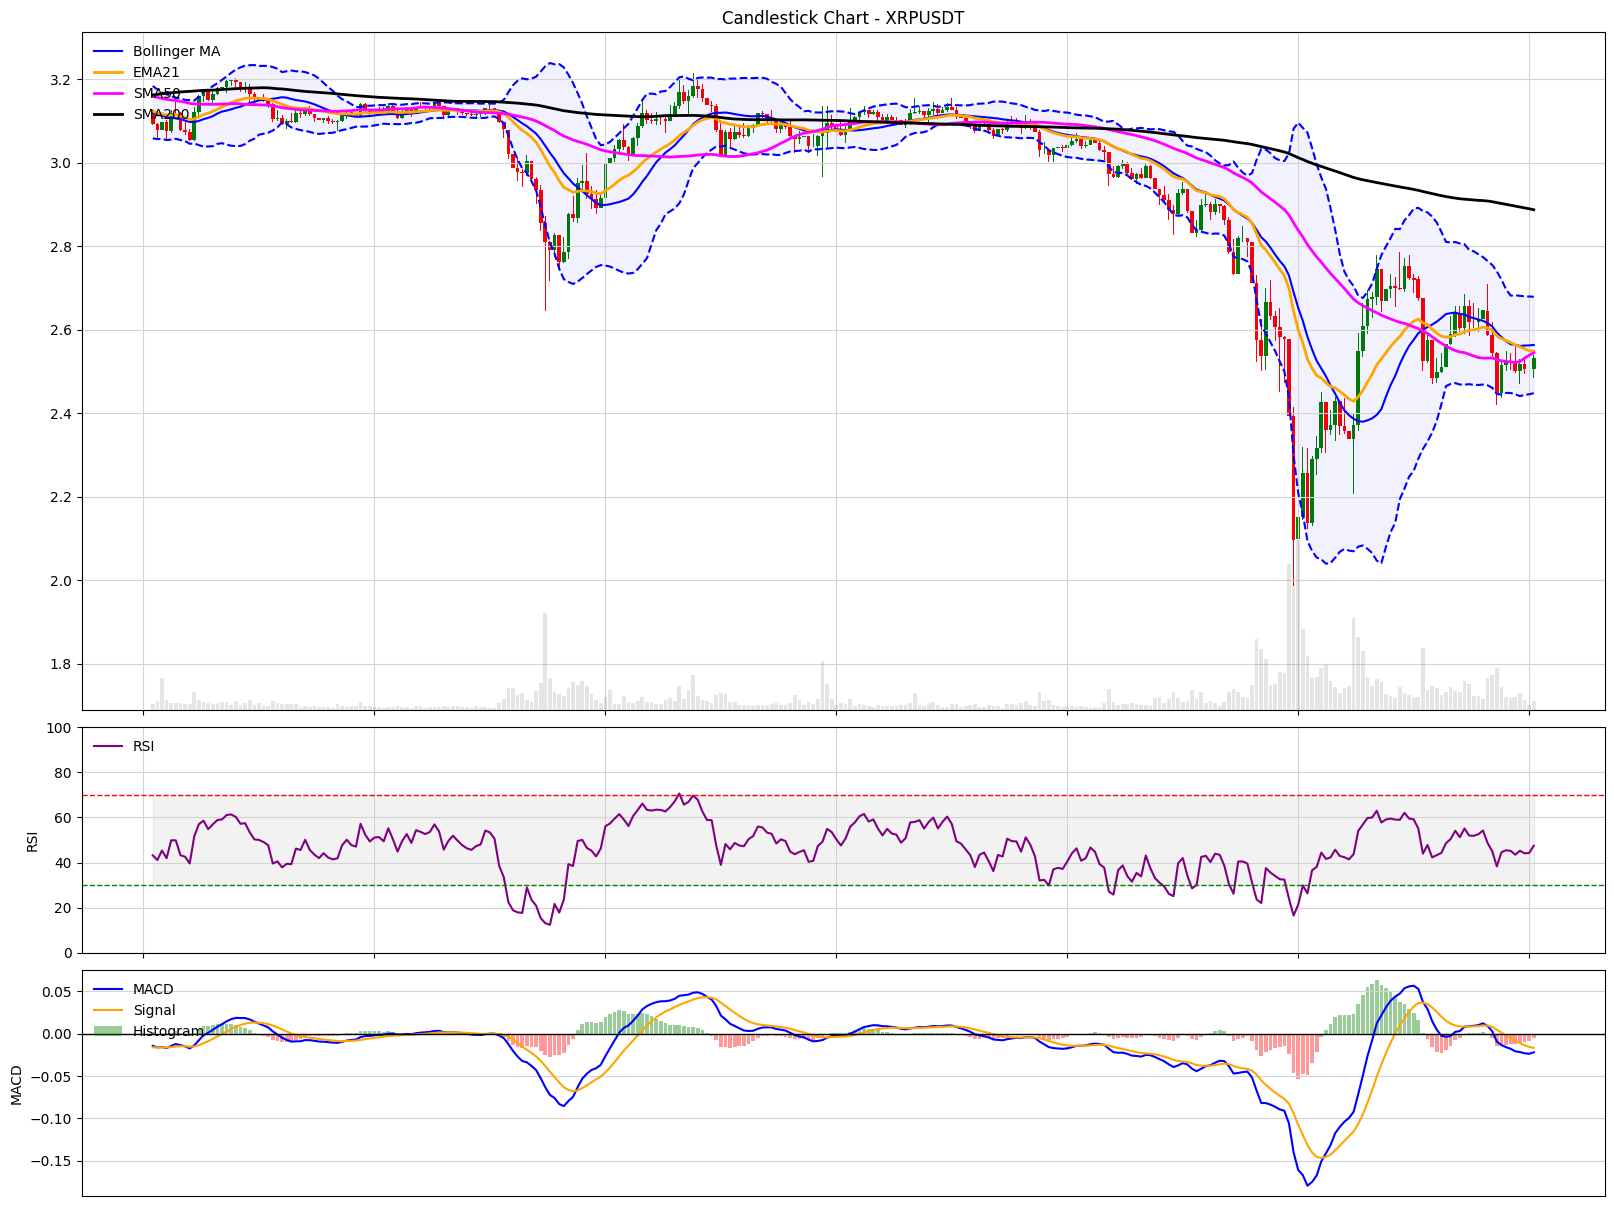 Candlestick Chart - XRPUSDT
Bollinger MA
EMA21
SMA50
SMA200
3.2
3.0
2.8
2.6
2.4
2.2
2.0
1.8
RSI
100
80
60
40
20
0
RSI
MACD
Signal
Histogram
0.05
0.00
−0.05
−0.10
−0.15
MACD